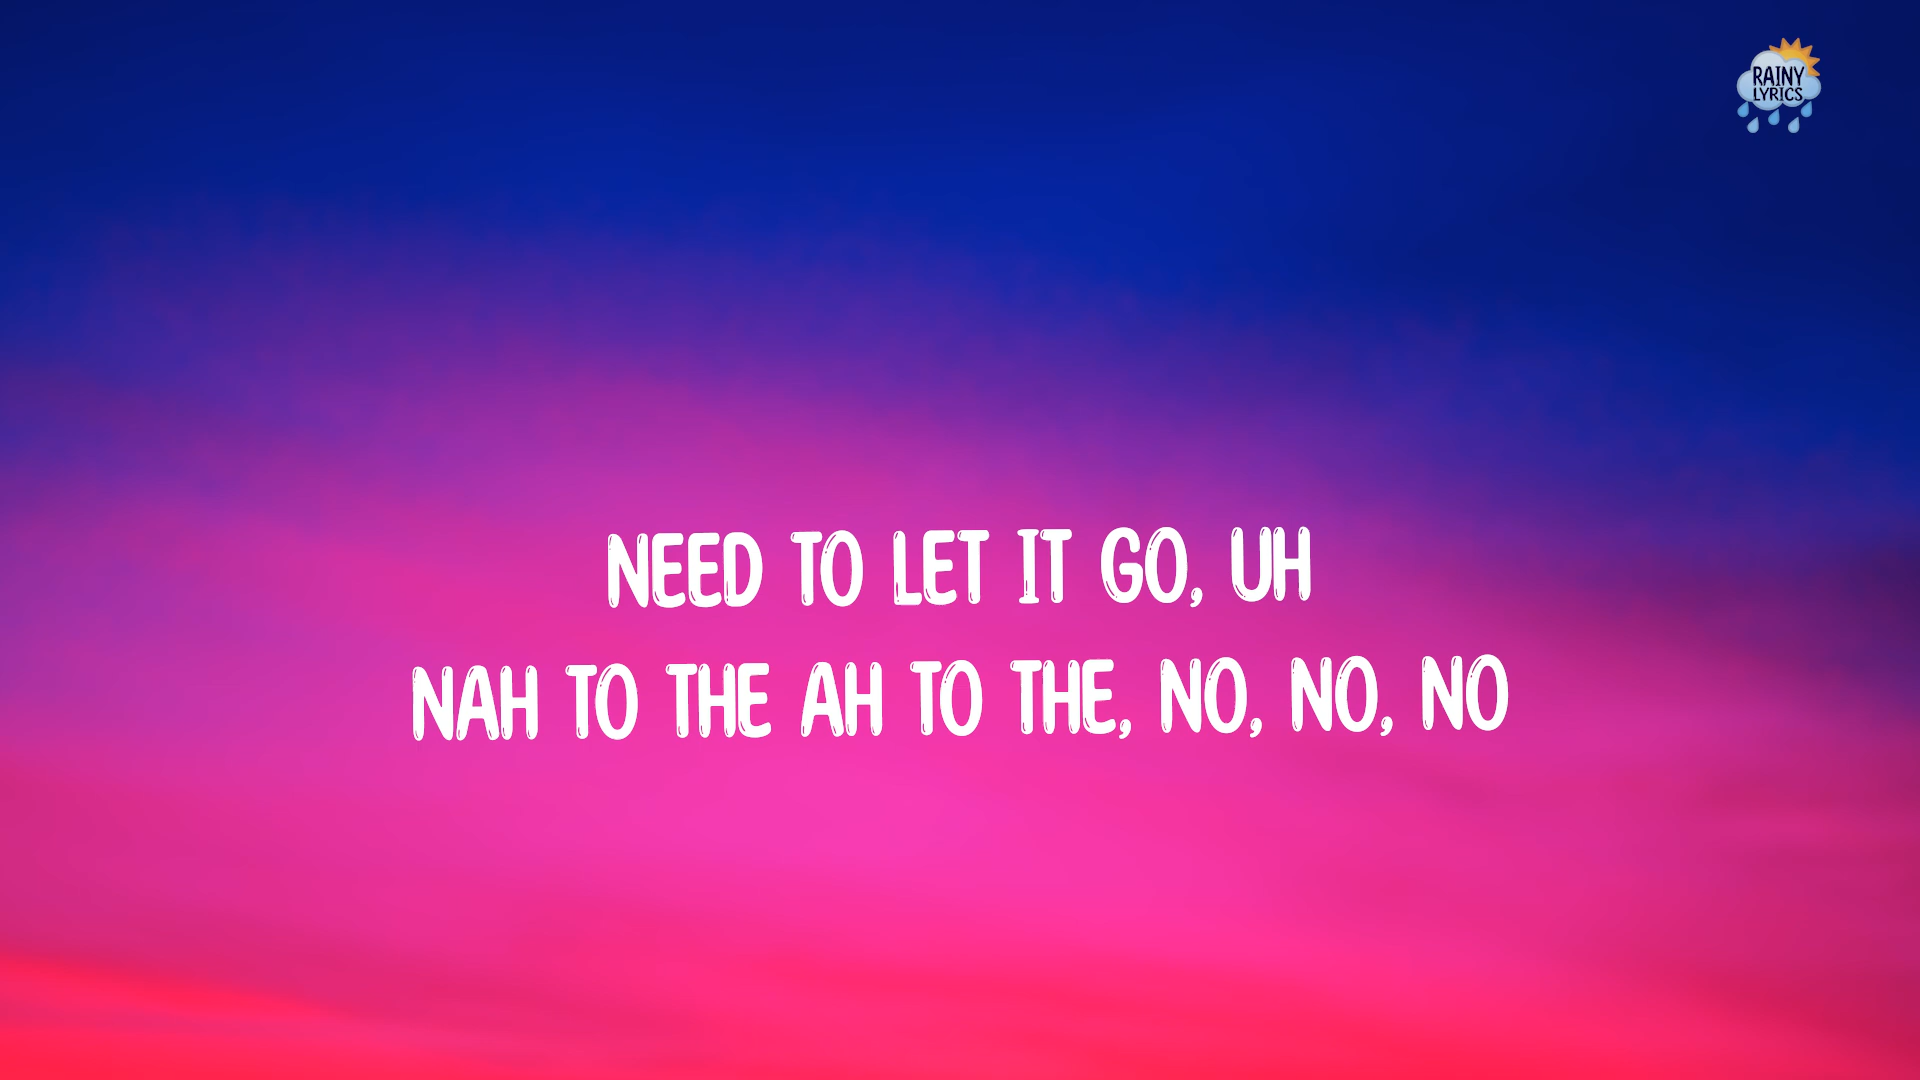 RAINY
LYRICS
NEED TO LET IT GO, UH
NAH TO THE AH TO THE, NO, NO, NO